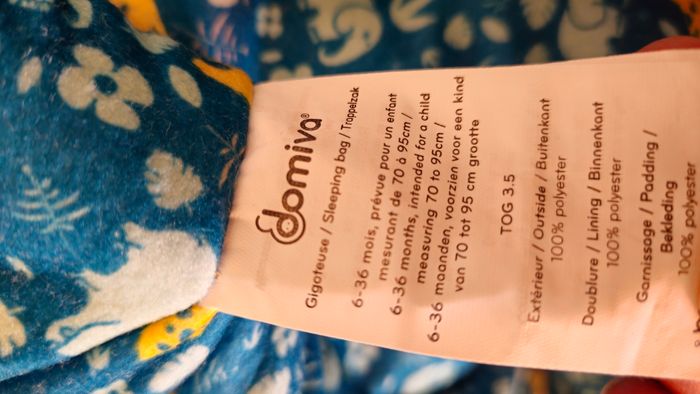 domiva®
Gigoteuse / Sleeping bag / Trappelzak
6-36 mois, prévue pour un enfant
mesurant de 70 à 95cm /
6-36 months, intended for a child
measuring 70 to 95cm /
6-36 maanden, voorzien voor een kind
van 70 tot 95 cm grootte
TOG 3.5
Extérieur / Outside / Buitenkant
100% polyester
Doublure / Lining / Binnenkant
100% polyester
Garnissage / Padding /
Bekleding
100% polyester